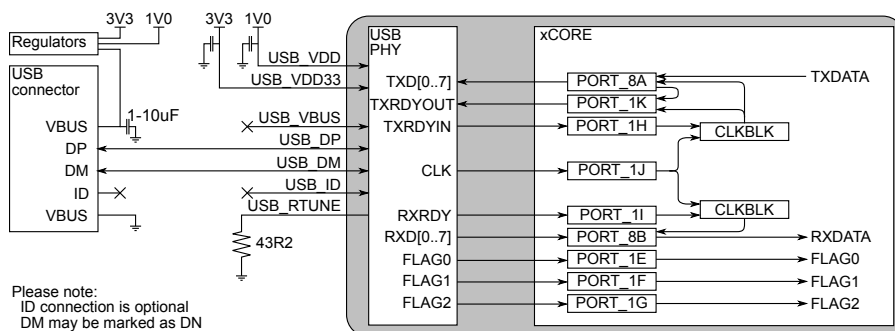 3V3 1V0
Regulators
USB connector
VBUS
1-10uF
DP
DM
ID
VBUS
Please note:
ID connection is optional
DM may be marked as DN
3V3 1V0
USB_VDD
USB_VDD33
USB_VBUS
USB_DP
USB_DM
USB_ID
USB_RTUNE
43R2
USB
PHY
TXD[0..7]
TXRDYOUT
TXRDYIN
CLK
RXRDY
RXD[0..7]
FLAG0
FLAG1
FLAG2
xCORE
PORT_8A
PORT_1K
PORT_1H
PORT_1J
PORT_1I
PORT_8B
PORT_1E
PORT_1F
PORT_1G
CLKBLK
CLKBLK
TXDATA
RXDATA
FLAG0
FLAG1
FLAG2